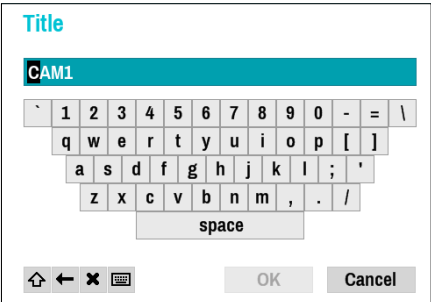 Title
CAM1
` 1 2 3 4 5 6 7 8 9 0 - = \
q w e r t y u i o p [ ]
a s d f g h j k l ; '
z x c v b n m , . /
space
OK Cancel